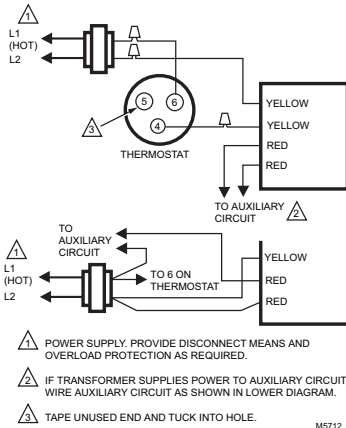 1
L1
(HOT)
L2
5
6
4
3
THERMOSTAT
YELLOW
YELLOW
RED
RED
TO AUXILIARY
CIRCUIT
2
TO
AUXILIARY
CIRCUIT
1
L1
(HOT)
L2
TO 6 ON
THERMOSTAT
YELLOW
RED
RED
1 POWER SUPPLY. PROVIDE DISCONNECT MEANS AND
OVERLOAD PROTECTION AS REQUIRED.
2 IF TRANSFORMER SUPPLIES POWER TO AUXILIARY CIRCUIT
WIRE AUXILIARY CIRCUIT AS SHOWN IN LOWER DIAGRAM.
3 TAPE UNUSED END AND TUCK INTO HOLE.
M5712